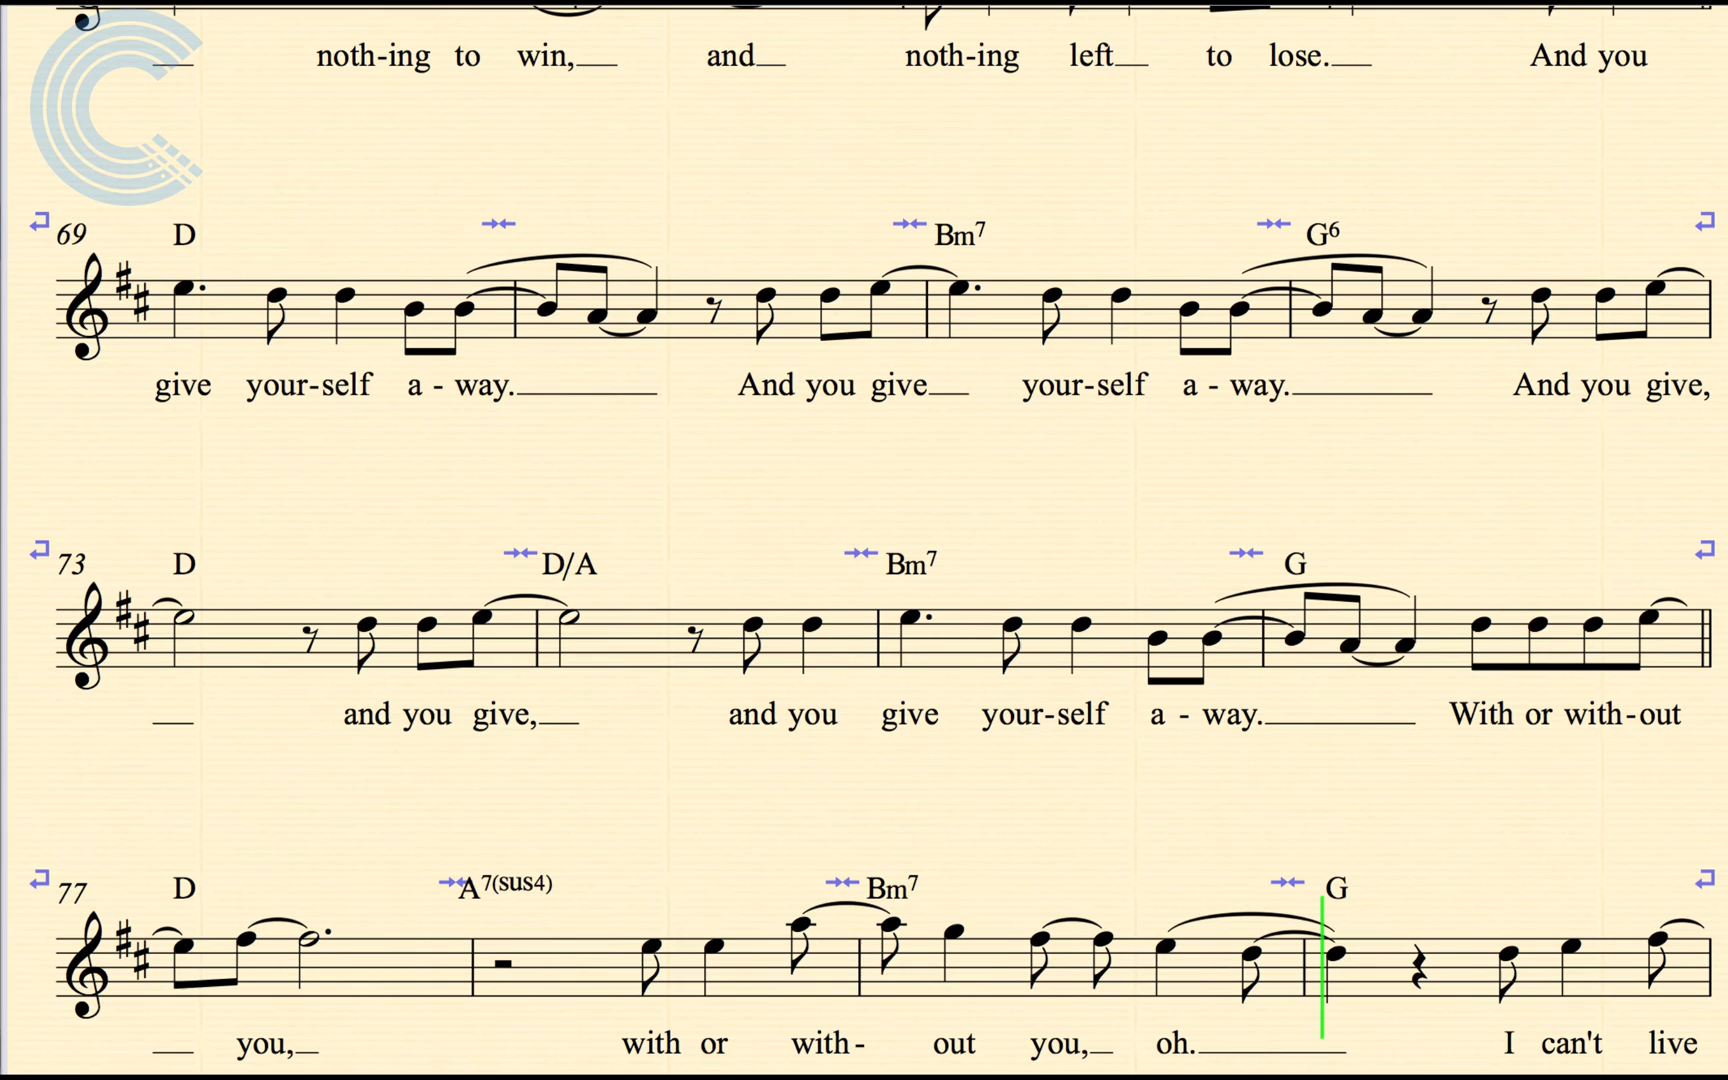 noth-ing to win, and noth-ing left to lose. And you
69 D Bm7 G6
give your-self a - way. And you give your-self a - way. And you give,
73 D D/A Bm7 G
and you give, and you give your-self a - way. With or with-out
77 D A7(sus4) Bm7 G
you, with or with- out you, oh. I can't live